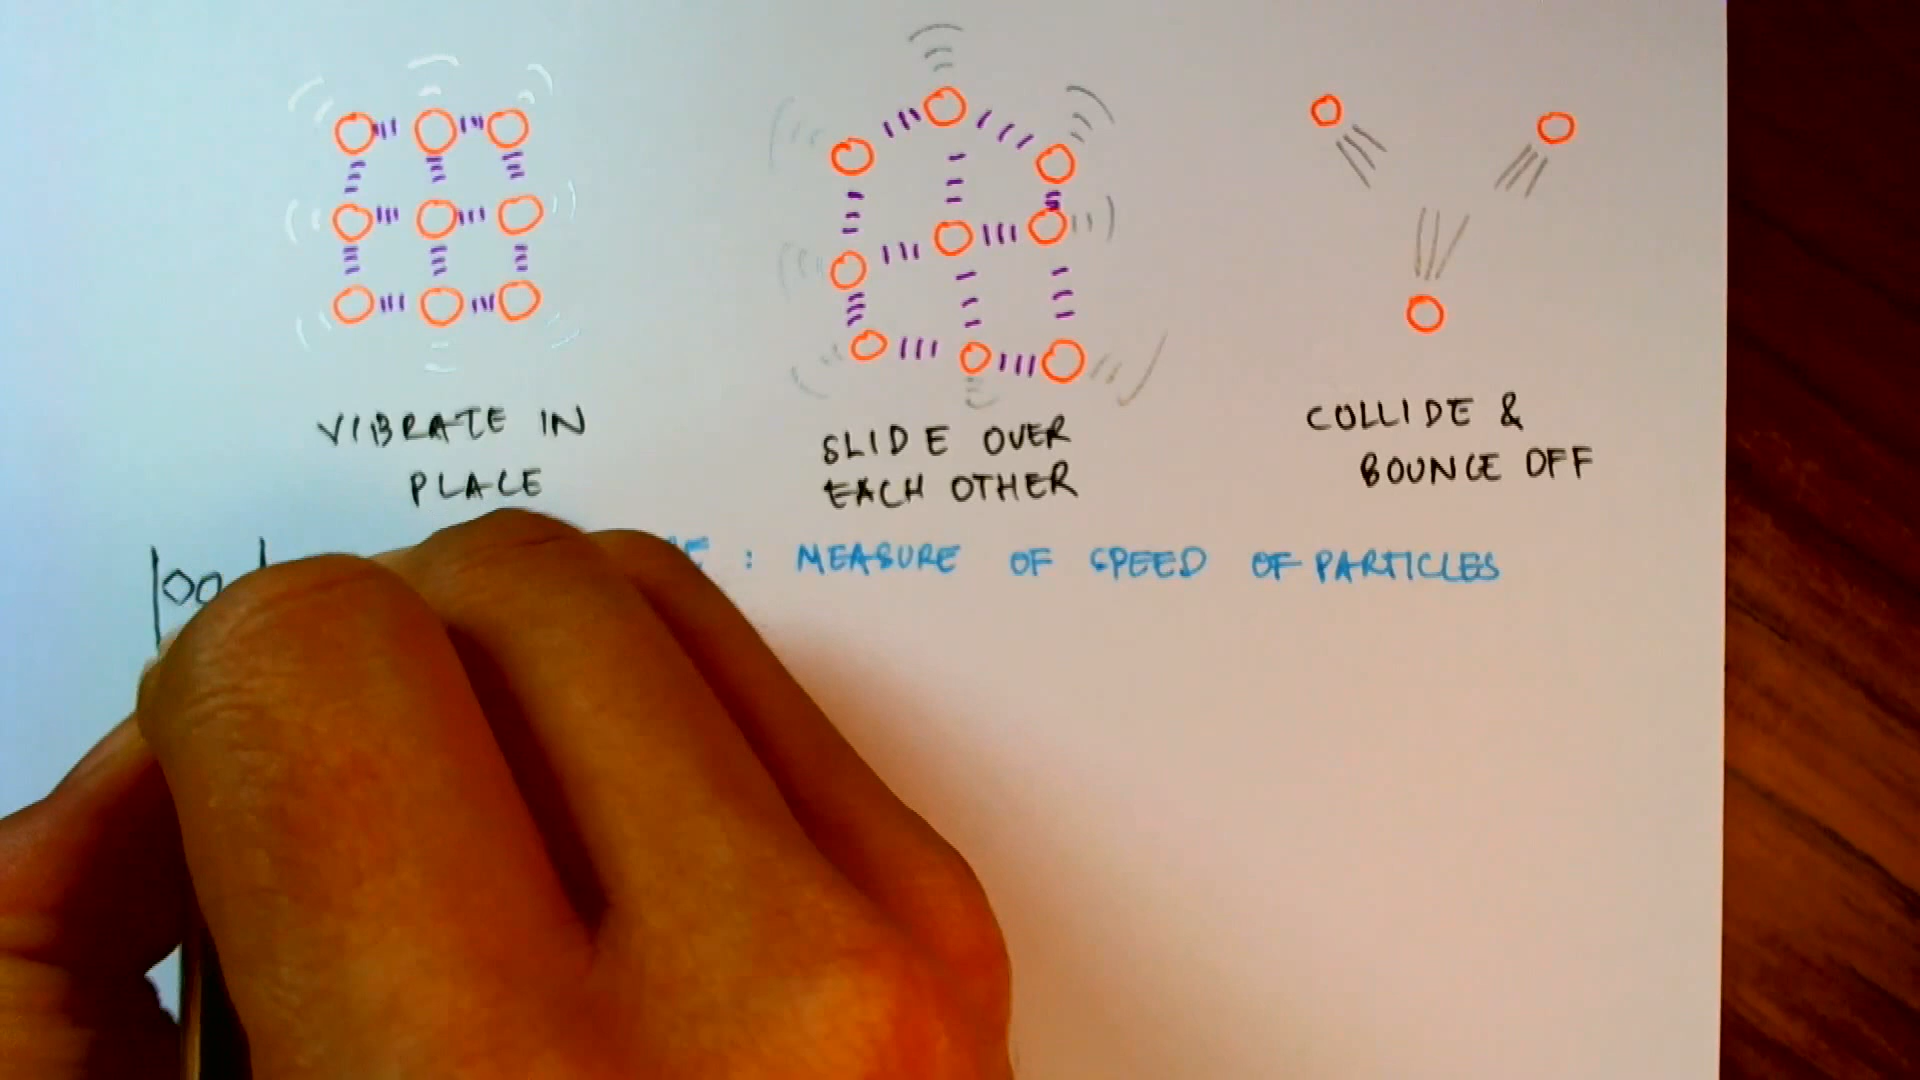 VIBRATE IN
PLACE
SLIDE OVER
EACH OTHER
COLLIDE &
BOUNCE OFF
: MEASURE OF SPEED OF PARTICLES